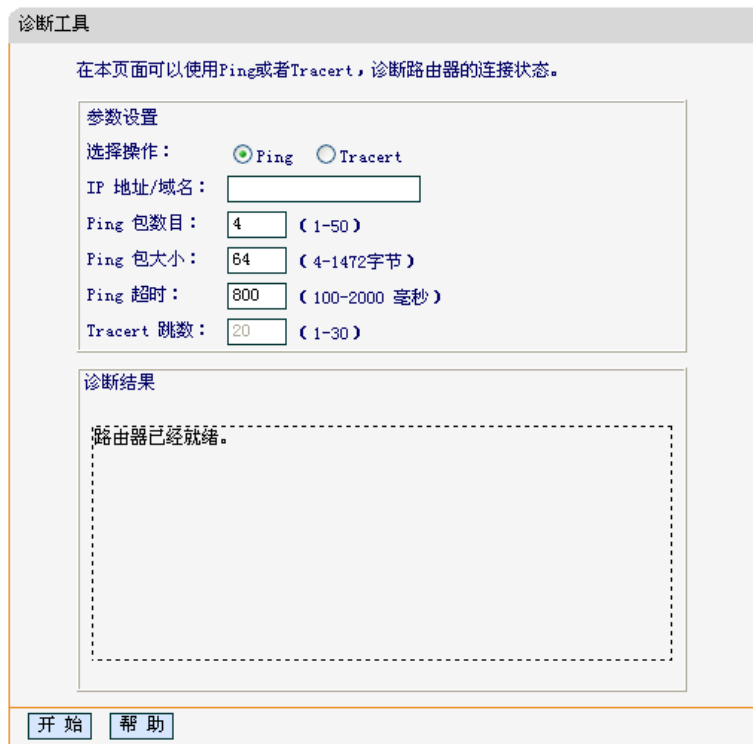 诊断工具
在本页面可以使用Ping或者Tracert，诊断路由器的连接状态。
参数设置
选择操作： Ping Tracert
IP 地址/域名：
Ping 包数目： 4 （1-50）
Ping 包大小： 64 （4-1472字节）
Ping 超时： 800 （100-2000 毫秒）
Tracert 跳数： 20 （1-30）
诊断结果
路由器已经就绪。
开 始 帮 助